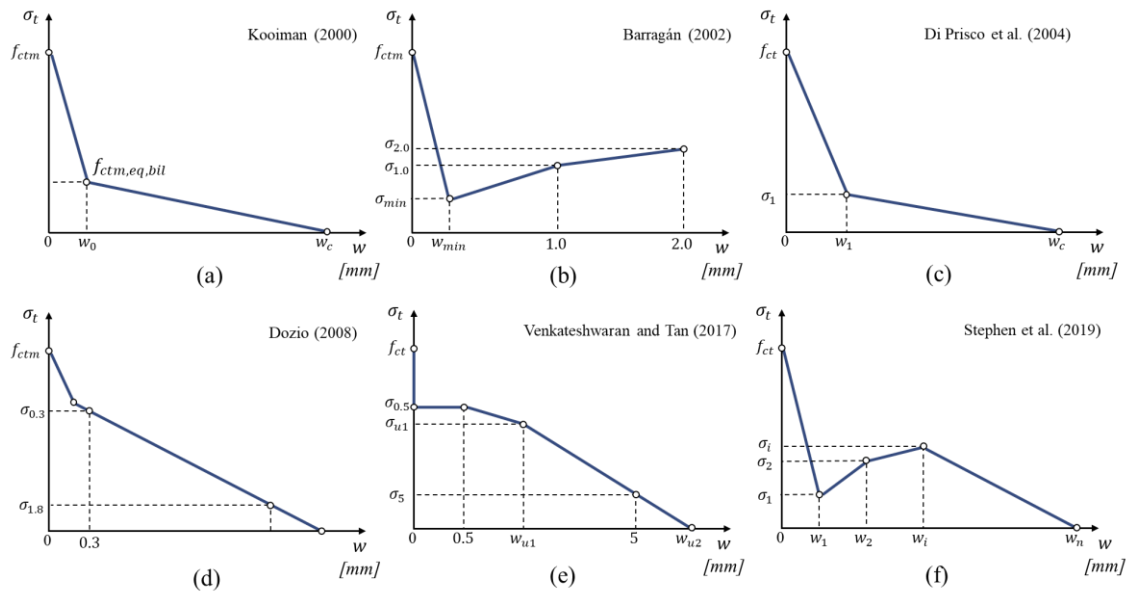 σt
Kooiman (2000)
fctm
fctm,eq,bil
0
w0
wc
w
[mm]
(a)
σt
Barragán (2002)
fctm
σ2.0
σ1.0
σmin
0
wmin
1.0
2.0
w
[mm]
(b)
σt
Di Prisco et al. (2004)
fct
σ1
0
w1
wc
w
[mm]
(c)
σt
Dozio (2008)
fctm
σ0.3
σ1.8
0
0.3
w
[mm]
(d)
σt
Venkateshwaran and Tan (2017)
fct
σ0.5
σu1
σ5
0
0.5
wu1
5
wu2
w
[mm]
(e)
σt
Stephen et al. (2019)
fct
σi
σ2
σ1
0
w1
w2
wi
wn
w
[mm]
(f)